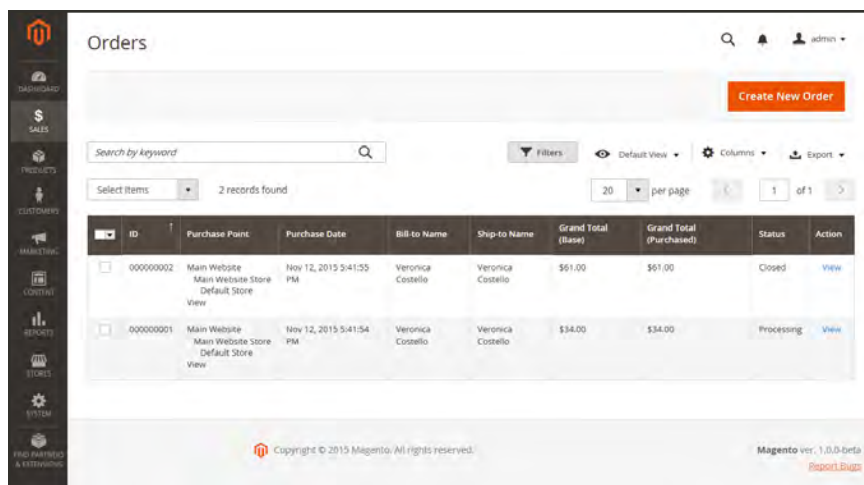 Orders
admin
DASHBOARD
Create New Order
$
SALES
Search by keyword
Filters
Default View
Columns
Export
PRODUCTS
Select Items
2 records found
20
per page
1
of 1
CUSTOMERS
ID
Purchase Point
Purchase Date
Bill-to Name
Ship-to Name
Grand Total
(Base)
Grand Total
(Purchased)
Status
Action
MARKETING
000000002
Main Website
Main Website Store
Default Store
View
Nov 12, 2015 5:41:55
PM
Veronica
Costello
Veronica
Costello
$61.00
$61.00
Closed
View
CONTENT
REPORTS
000000001
Main Website
Main Website Store
Default Store
View
Nov 12, 2015 5:41:54
PM
Veronica
Costello
Veronica
Costello
$34.00
$34.00
Processing
View
STORES
SYSTEM
FIND PARTNERS
& EXTENSIONS
Copyright © 2015 Magento. All rights reserved.
Magento ver. 1.0.0-beta
Report Bugs